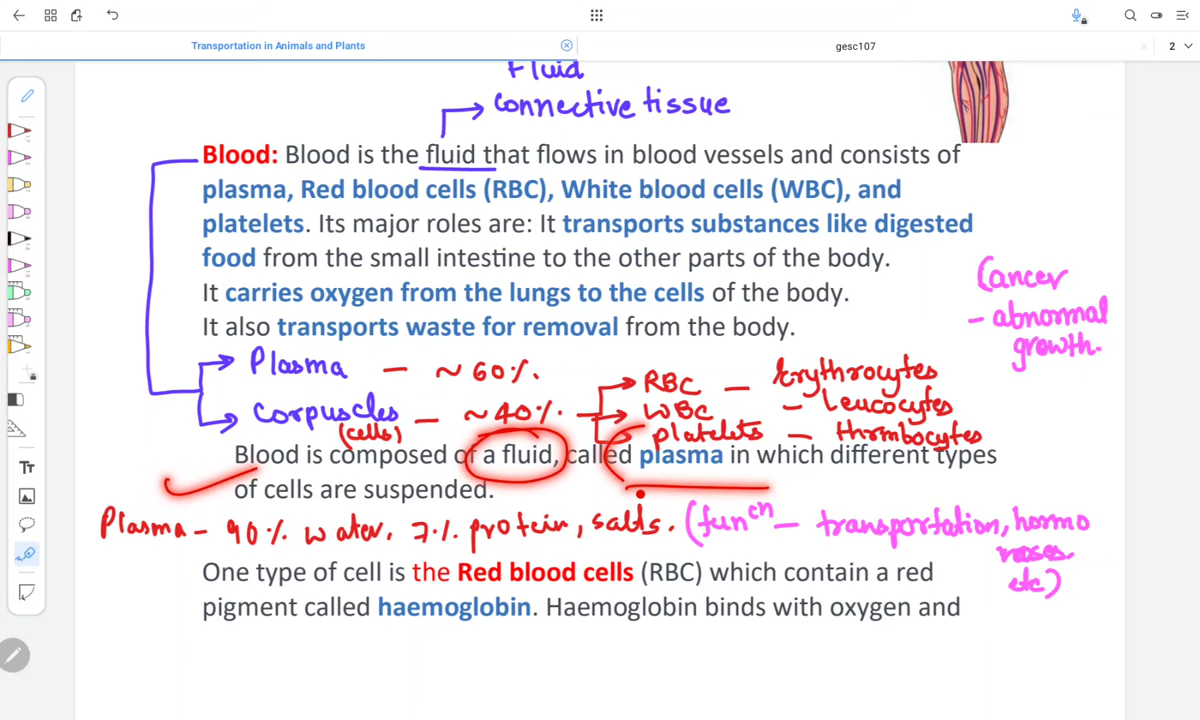 Transportation in Animals and Plants
gesc107
2
Fluid
Connective tissue
Blood: Blood is the fluid that flows in blood vessels and consists of
plasma, Red blood cells (RBC), White blood cells (WBC), and
platelets. Its major roles are: It transports substances like digested
food from the small intestine to the other parts of the body.
It carries oxygen from the lungs to the cells of the body.
It also transports waste for removal from the body.
Cancer
- abnormal
growth.
Plasma - ~ 60%.
Corpuscles - ~ 40%.
(cells)
RBC - Erythrocytes
WBC - Leucocytes
platelets - thrombocytes
Blood is composed of a fluid, called plasma in which different types
of cells are suspended.
Plasma - 90% water, 7% protein, salts. (funcn - transportation, hormo
etc)
One type of cell is the Red blood cells (RBC) which contain a red
pigment called haemoglobin. Haemoglobin binds with oxygen and
Tт